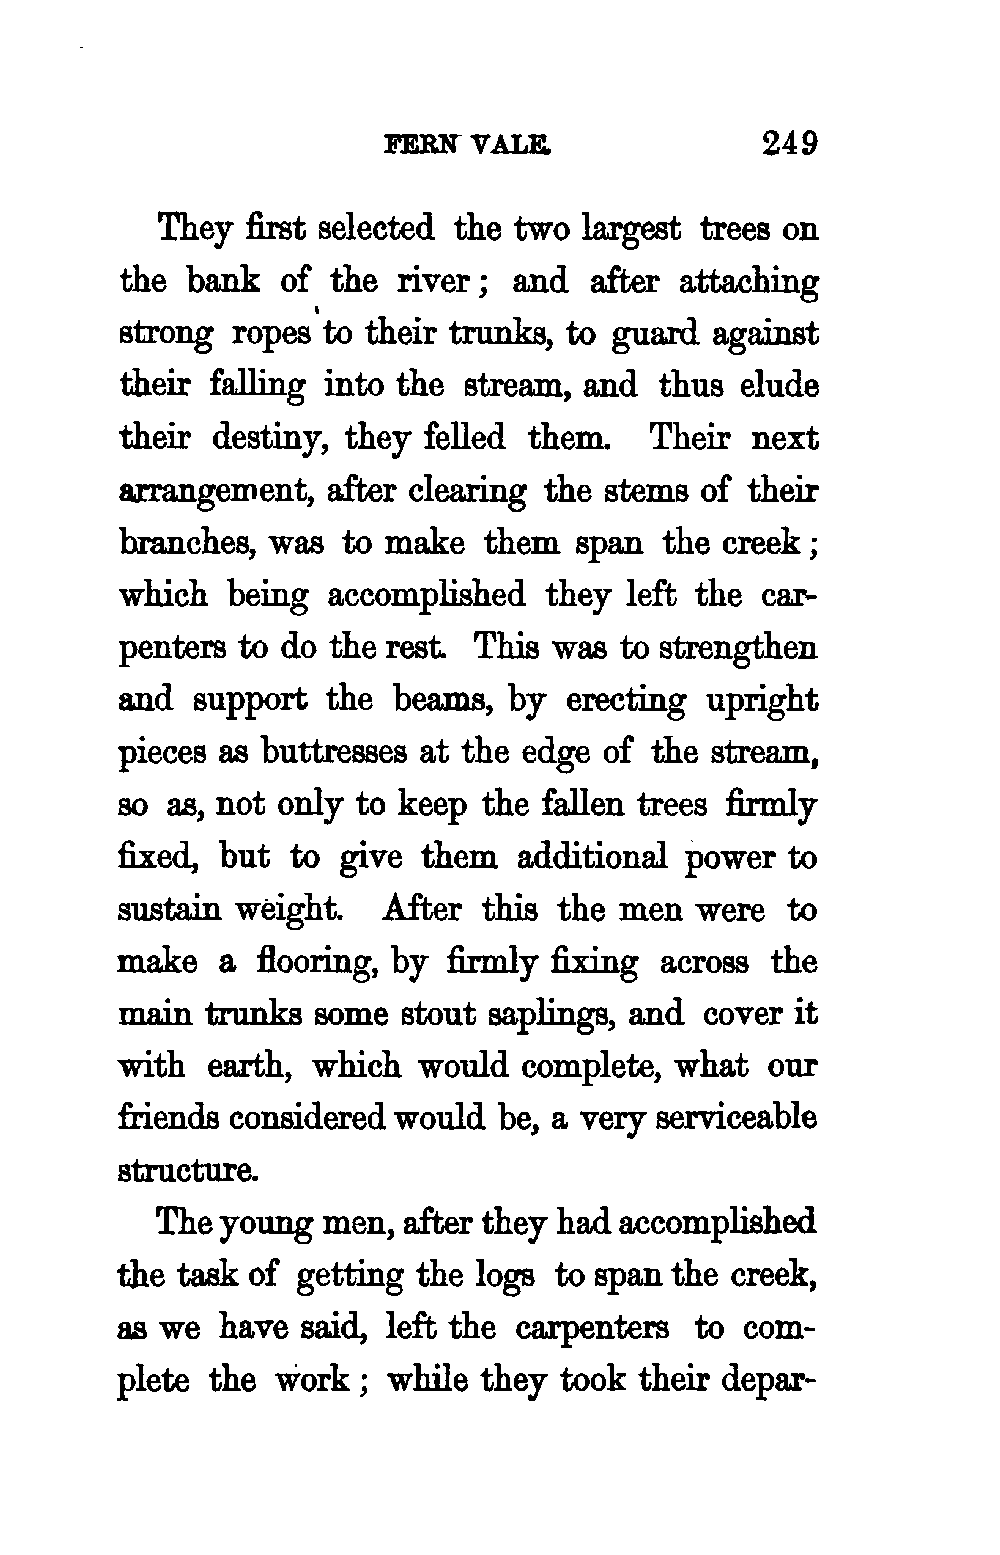 FERN VALE. 249
They first selected the two largest trees on
the bank of the river; and after attaching
strong ropes to their trunks, to guard against
their falling into the stream, and thus elude
their destiny, they felled them. Their next
arrangement, after clearing the stems of their
branches, was to make them span the creek;
which being accomplished they left the car-
penters to do the rest. This was to strengthen
and support the beams, by erecting upright
pieces as buttresses at the edge of the stream,
so as, not only to keep the fallen trees firmly
fixed, but to give them additional power to
sustain weight. After this the men were to
make a flooring, by firmly fixing across the
main trunks some stout saplings, and cover it
with earth, which would complete, what our
friends considered would be, a very serviceable
structure.
The young men, after they had accomplished
the task of getting the logs to span the creek,
as we have said, left the carpenters to com-
plete the work; while they took their depar-